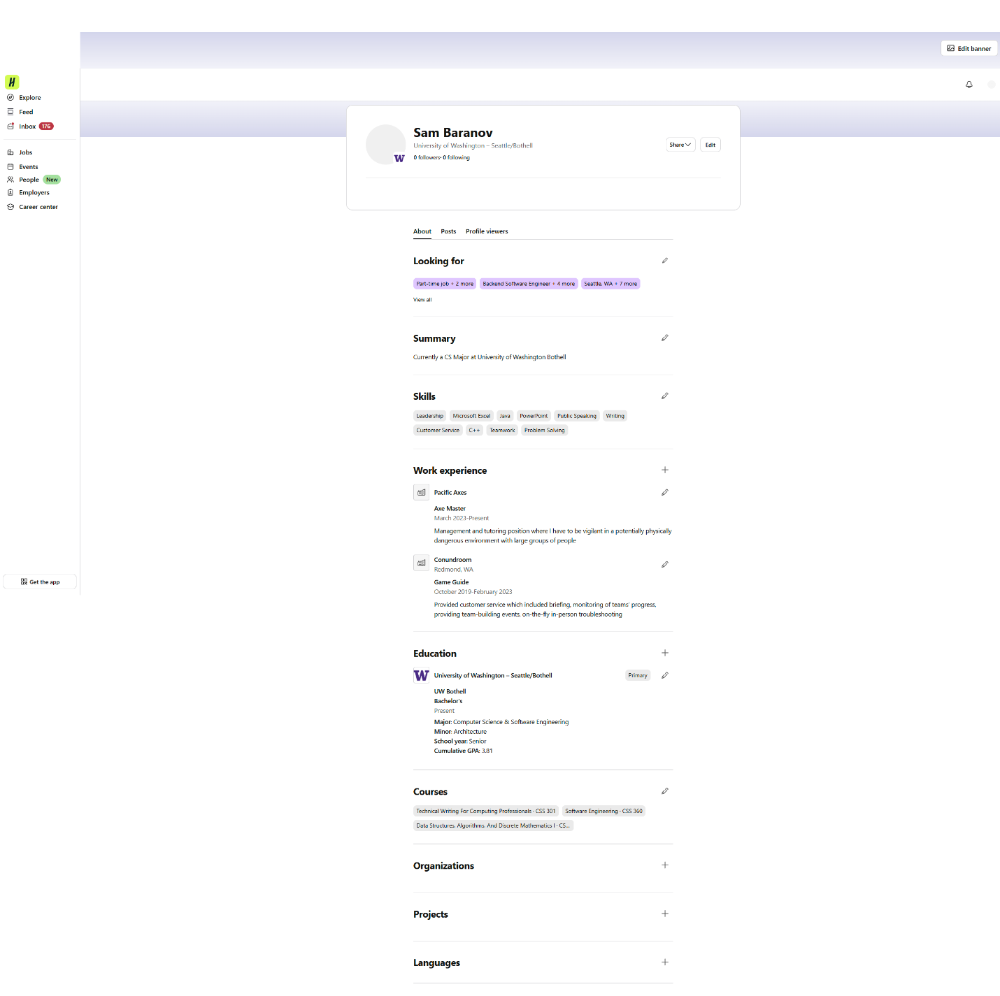 Edit banner
H
Explore
Feed
Inbox 176
Jobs
Events
People New
Employers
Career center
Get the app
Sam Baranov
University of Washington – Seattle/Bothell
0 followers· 0 following
W
Share
Edit
About Posts Profile viewers
Looking for
Part-time job + 2 more Backend Software Engineer + 4 more Seattle, WA + 7 more
View all
Summary
Currently a CS Major at University of Washington Bothell
Skills
Leadership Microsoft Excel Java PowerPoint Public Speaking Writing
Customer Service C++ Teamwork Problem Solving
Work experience
Pacific Axes
Axe Master
March 2023-Present
Management and tutoring position where I have to be vigilant in a potentially physically
dangerous environment with large groups of people
Conundroom
Redmond, WA
Game Guide
October 2019-February 2023
Provided customer service which included briefing, monitoring of teams' progress,
providing team-building events, on-the-fly in-person troubleshooting
Education
W University of Washington – Seattle/Bothell Primary
UW Bothell
Bachelor's
Present
Major: Computer Science & Software Engineering
Minor: Architecture
School year: Senior
Cumulative GPA: 3.81
Courses
Technical Writing For Computing Professionals · CSS 301 Software Engineering · CSS 360
Data Structures, Algorithms, And Discrete Mathematics I · CS...
Organizations
Projects
Languages